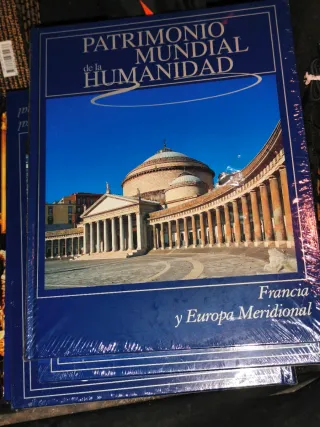 PATRIMONIO
MUNDIAL
de la
HUMANIDAD
Francia
y Europa Meridional